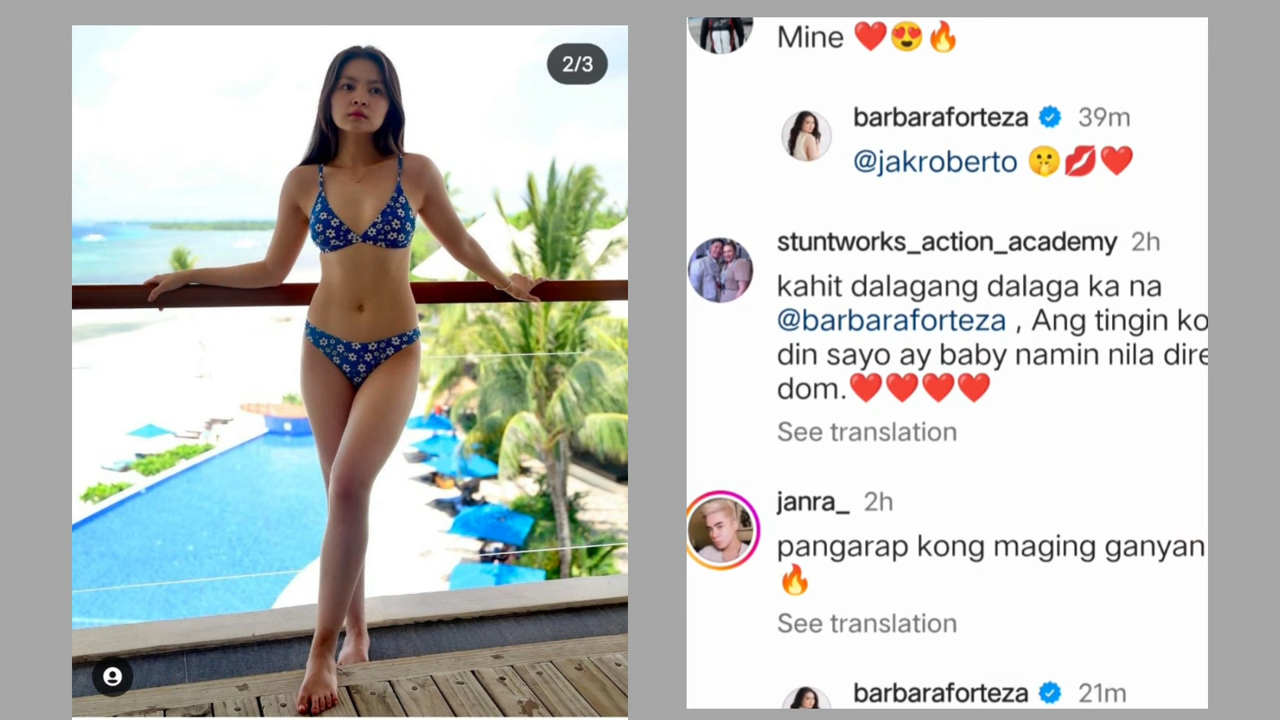 2/3
Mine ❤️😍🔥
barbaraforteza 39m
@jakroberto 🤫💋❤️
stuntworks_action_academy 2h
kahit dalagang dalaga ka na
@barbaraforteza , Ang tingin ko
din sayo ay baby namin nila dire
dom.❤️❤️❤️❤️
See translation
janra_ 2h
pangarap kong maging ganyan
🔥
See translation
barbaraforteza 21m